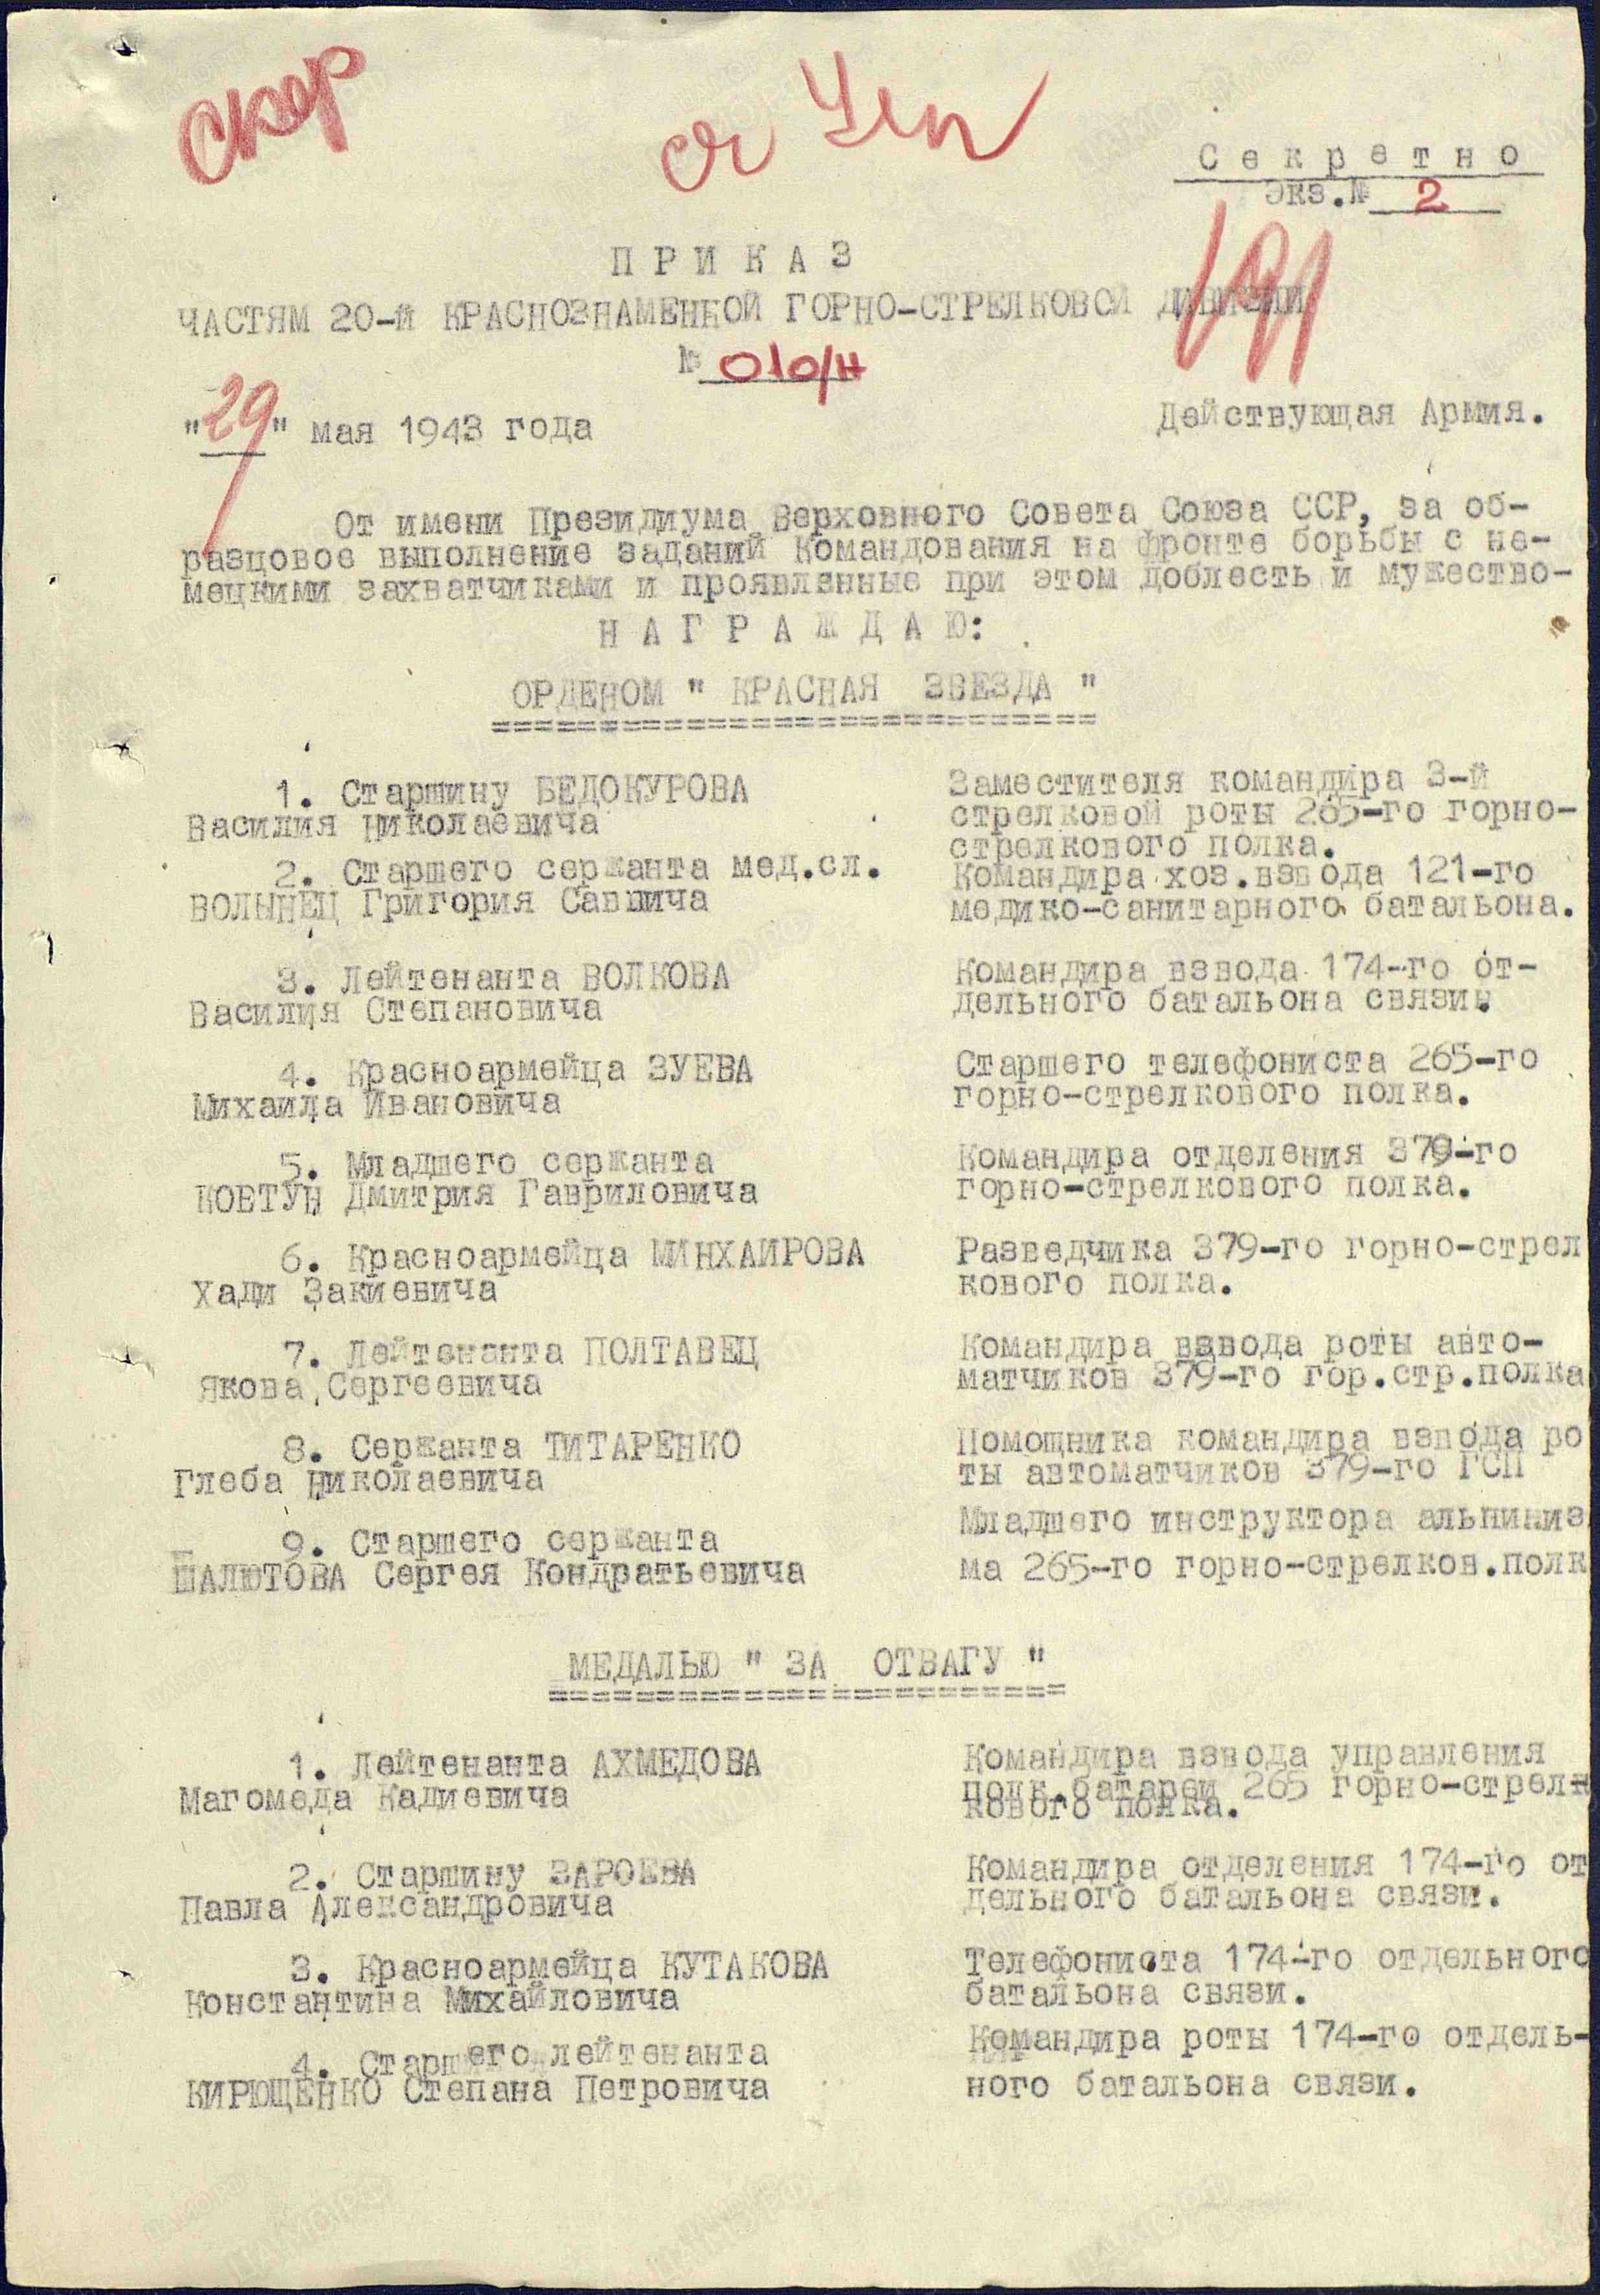 Скор
Секретно
Экз.№ 2
ПРИКАЗ
ЧАСТЯМ 20-й КРАСНОЗНАМЕННОЙ ГОРНО-СТРЕЛКОВОЙ ДИВИЗИИ
№ 010/Н
"29" мая 1943 года
Действующая Армия.
От имени Президиума Верховного Совета Союза ССР, за об-
разцовое выполнение заданий Командования на фронте борьбы с не-
мецкими захватчиками и проявленные при этом доблесть и мужество-
НАГРАЖДАЮ:
ОРДЕНОМ " КРАСНАЯ ЗВЕЗДА "
1. Старшину БЕДОКУРОВА
Василия Николаевича
Заместителя командира 3-й
стрелковой роты 265-го горно-
стрелкового полка.
2. Старшего сержанта мед.сл.
ВОЛЫНЕЦ Григория Саввича
Командира хоз.взвода 121-го
медико-санитарного батальона.
3. Лейтенанта ВОЛКОВА
Василия Степановича
Командира взвода 174-го от-
дельного батальона связи.
4. Красноармейца ЗУЕВА
Михаила Ивановича
Старшего телефониста 265-го
горно-стрелкового полка.
5. Младшего сержанта
КОВТУН Дмитрия Гавриловича
Командира отделения 379-го
горно-стрелкового полка.
6. Красноармейца МИНХАИРОВА
Хади Закиевича
Разведчика 379-го горно-стрел
кового полка.
7. Лейтенанта ПОЛТАВЕЦ
Якова Сергеевича
Командира взвода роты авто-
матчиков 379-го гор.стр.полка
8. Сержанта ТИТАРЕНКО
Глеба Николаевича
Помощника командира взвода ро
ты автоматчиков 379-го ГСП
9. Старшего сержанта
ШАЛЮТОВА Сергея Кондратьевича
Младшего инструктора альпиниз
ма 265-го горно-стрелков.полк
МЕДАЛЬЮ " ЗА ОТВАГУ "
1. Лейтенанта АХМЕДОВА
Магомеда Кадиевича
Командира взвода управления
полк.батареи 265 горно-стрел
кового полка.
2. Старшину ЗАРОЕВА
Павла Александровича
Командира отделения 174-го от
дельного батальона связи.
3. Красноармейца КУТАКОВА
Константина Михайловича
Телефониста 174-го отдельного
батальона связи.
4. Старшего лейтенанта
КИРЮЩЕНКО Степана Петровича
Командира роты 174-го отдель-
ного батальона связи.